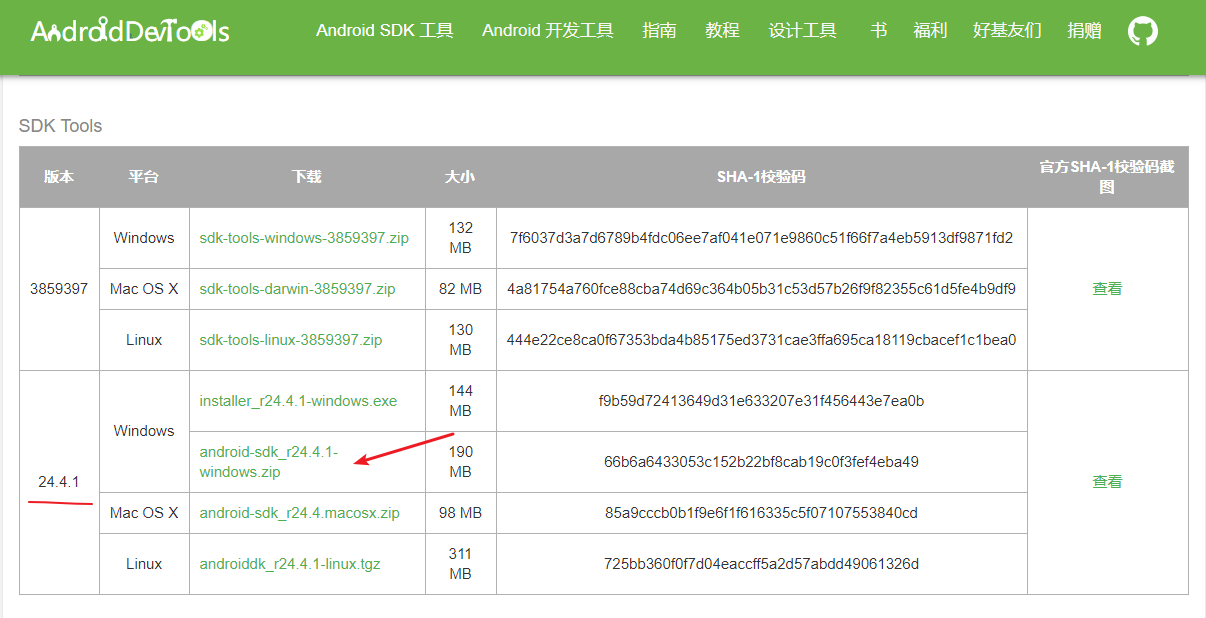 AndroidDevTools
Android SDK 工具 Android 开发工具 指南 教程 设计工具 书 福利 好基友们 捐赠
SDK Tools
版本 平台 下载 大小 SHA-1校验码 官方SHA-1校验码截
图
3859397
Windows sdk-tools-windows-3859397.zip 132
MB 7f6037d3a7d6789b4fdc06ee7af041e071e9860c51f66f7a4eb5913df9871fd2
查看
Mac OS X sdk-tools-darwin-3859397.zip 82 MB 4a81754a760fce88cba74d69c364b05b31c53d57b26f9f82355c61d5fe4b9df9
Linux sdk-tools-linux-3859397.zip 130
MB 444e22ce8ca0f67353bda4b85175ed3731cae3ffa695ca18119cbacef1c1bea0
24.4.1
Windows
installer_r24.4.1-windows.exe 144
MB f9b59d72413649d31e633207e31f456443e7ea0b
查看
android-sdk_r24.4.1-
windows.zip 190
MB 66b6a6433053c152b22bf8cab19c0f3fef4eba49
Mac OS X android-sdk_r24.4.macosx.zip 98 MB 85a9cccb0b1f9e6f1f616335c5f07107553840cd
Linux androiddk_r24.4.1-linux.tgz 311
MB 725bb360f0f7d04eaccff5a2d57abdd49061326d